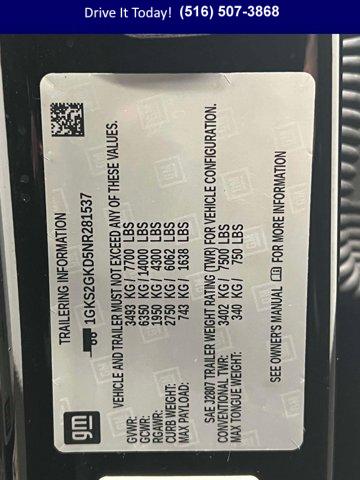 Drive It Today! (516) 507-3868
gm
TRAILERING INFORMATION
1GKS2GKD5NR281537
VEHICLE AND TRAILER MUST NOT EXCEED ANY OF THESE VALUES.
GVWR: 3493 KG / 7700 LBS
GCWR: 6350 KG / 14000 LBS
RGAWR: 1950 KG / 4300 LBS
CURB WEIGHT: 2750 KG / 6062 LBS
MAX PAYLOAD: 743 KG / 1638 LBS
SAE J2807 TRAILER WEIGHT RATING (TWR) FOR VEHICLE CONFIGURATION.
CONVENTIONAL TWR: 3402 KG / 7500 LBS
MAX TONGUE WEIGHT: 340 KG / 750 LBS
SEE OWNER'S MANUAL FOR MORE INFORMATION